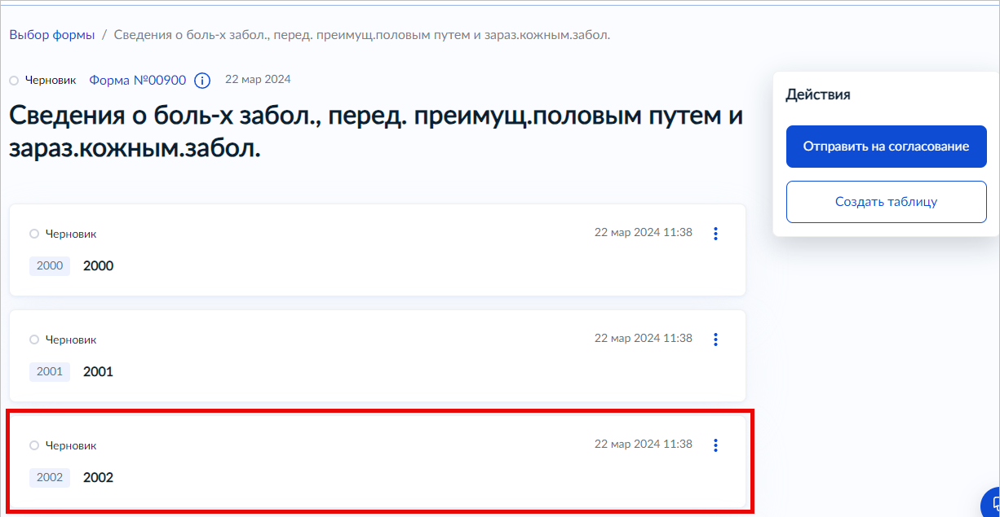 Выбор формы / Сведения о боль-х забол., перед. преимущ.половым путем и зараз.кожным.забол.
Черновик Форма №00900 22 мар 2024
Сведения о боль-х забол., перед. преимущ.половым путем и
зараз.кожным.забол.
Действия
Отправить на согласование
Создать таблицу
Черновик 22 мар 2024 11:38
2000 2000
Черновик 22 мар 2024 11:38
2001 2001
Черновик 22 мар 2024 11:38
2002 2002